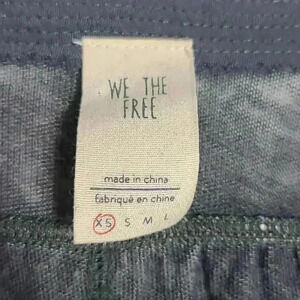 WE THE
FREE
made in china
fabriqué en chine
XS S M L